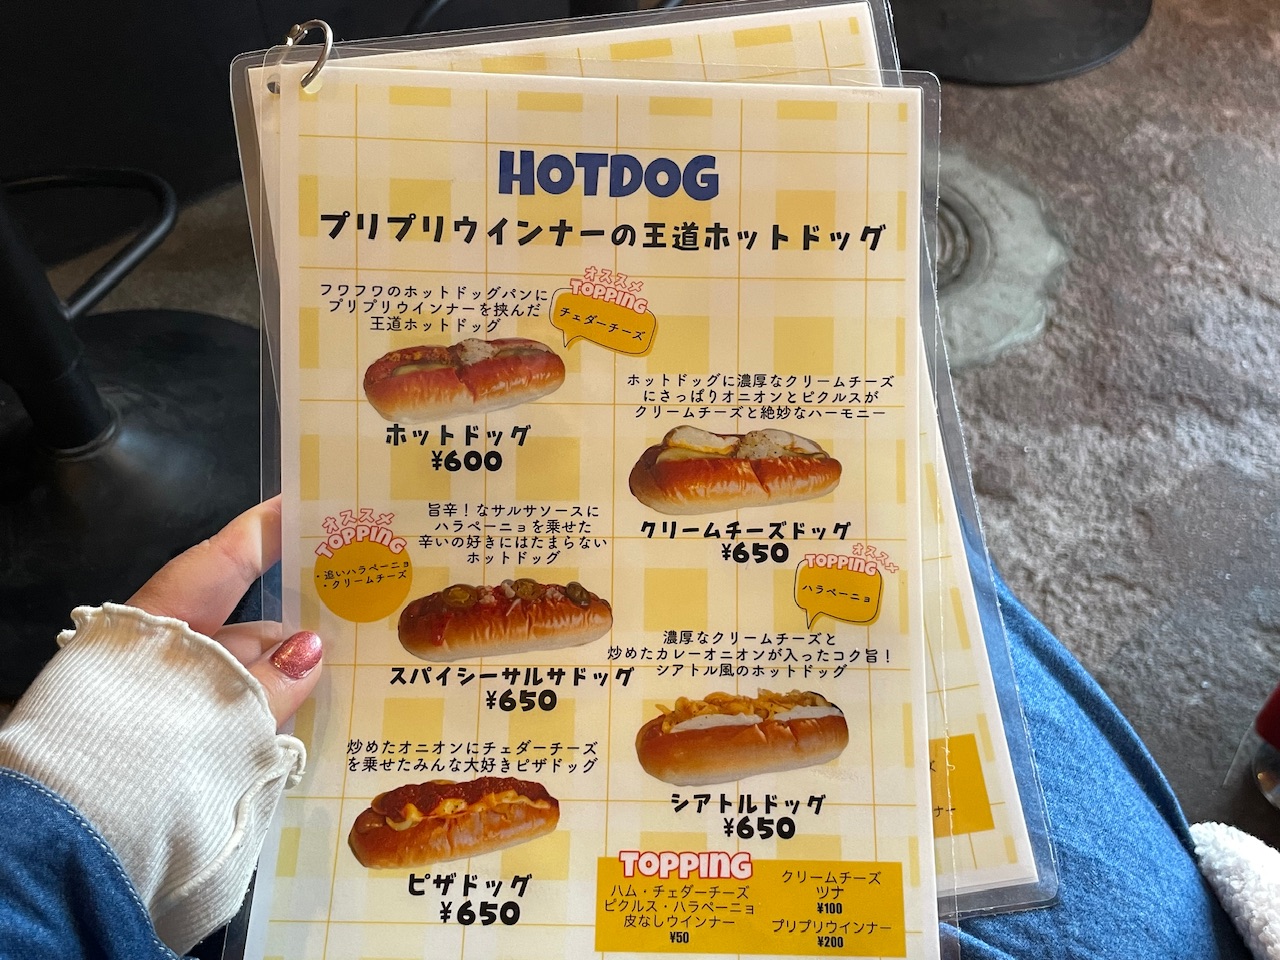 HOTDOG
プリプリウインナーの王道ホットドッグ
フワフワのホットドッグパンに
プリプリウインナーを挟んだ
王道ホットドッグ
オススメ
TOPPING
チェダーチーズ
ホットドッグ
¥600
ホットドッグに濃厚なクリームチーズ
にさっぱりオニオンとピクルスが
クリームチーズと絶妙なハーモニー
クリームチーズドッグ
¥650
オススメ
TOPPING
ハラペーニョ
旨辛！なサルサソースに
ハラペーニョを乗せた
辛いの好きにはたまらない
ホットドッグ
オススメ
TOPPING
・追いハラペーニョ
・クリームチーズ
スパイシーサルサドッグ
¥650
濃厚なクリームチーズと
炒めたカレーオニオンが入ったコク旨！
シアトル風のホットドッグ
シアトルドッグ
¥650
炒めたオニオンにチェダーチーズ
を乗せたみんな大好きピザドッグ
ピザドッグ
¥650
TOPPING
ハム・チェダーチーズ
ピクルス・ハラペーニョ
皮なしウインナー
¥50
クリームチーズ
ツナ
¥100
プリプリウインナー
¥200